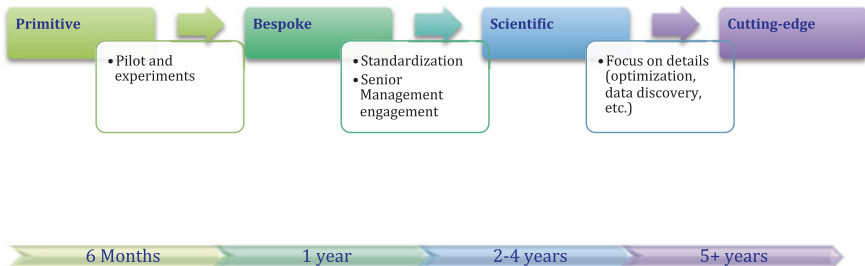 Primitive
Bespoke
Scientific
Cutting-edge
• Pilot and
experiments
• Standardization
• Senior
Management
engagement
• Focus on details
(optimization,
data discovery,
etc.)
6 Months
1 year
2-4 years
5+ years